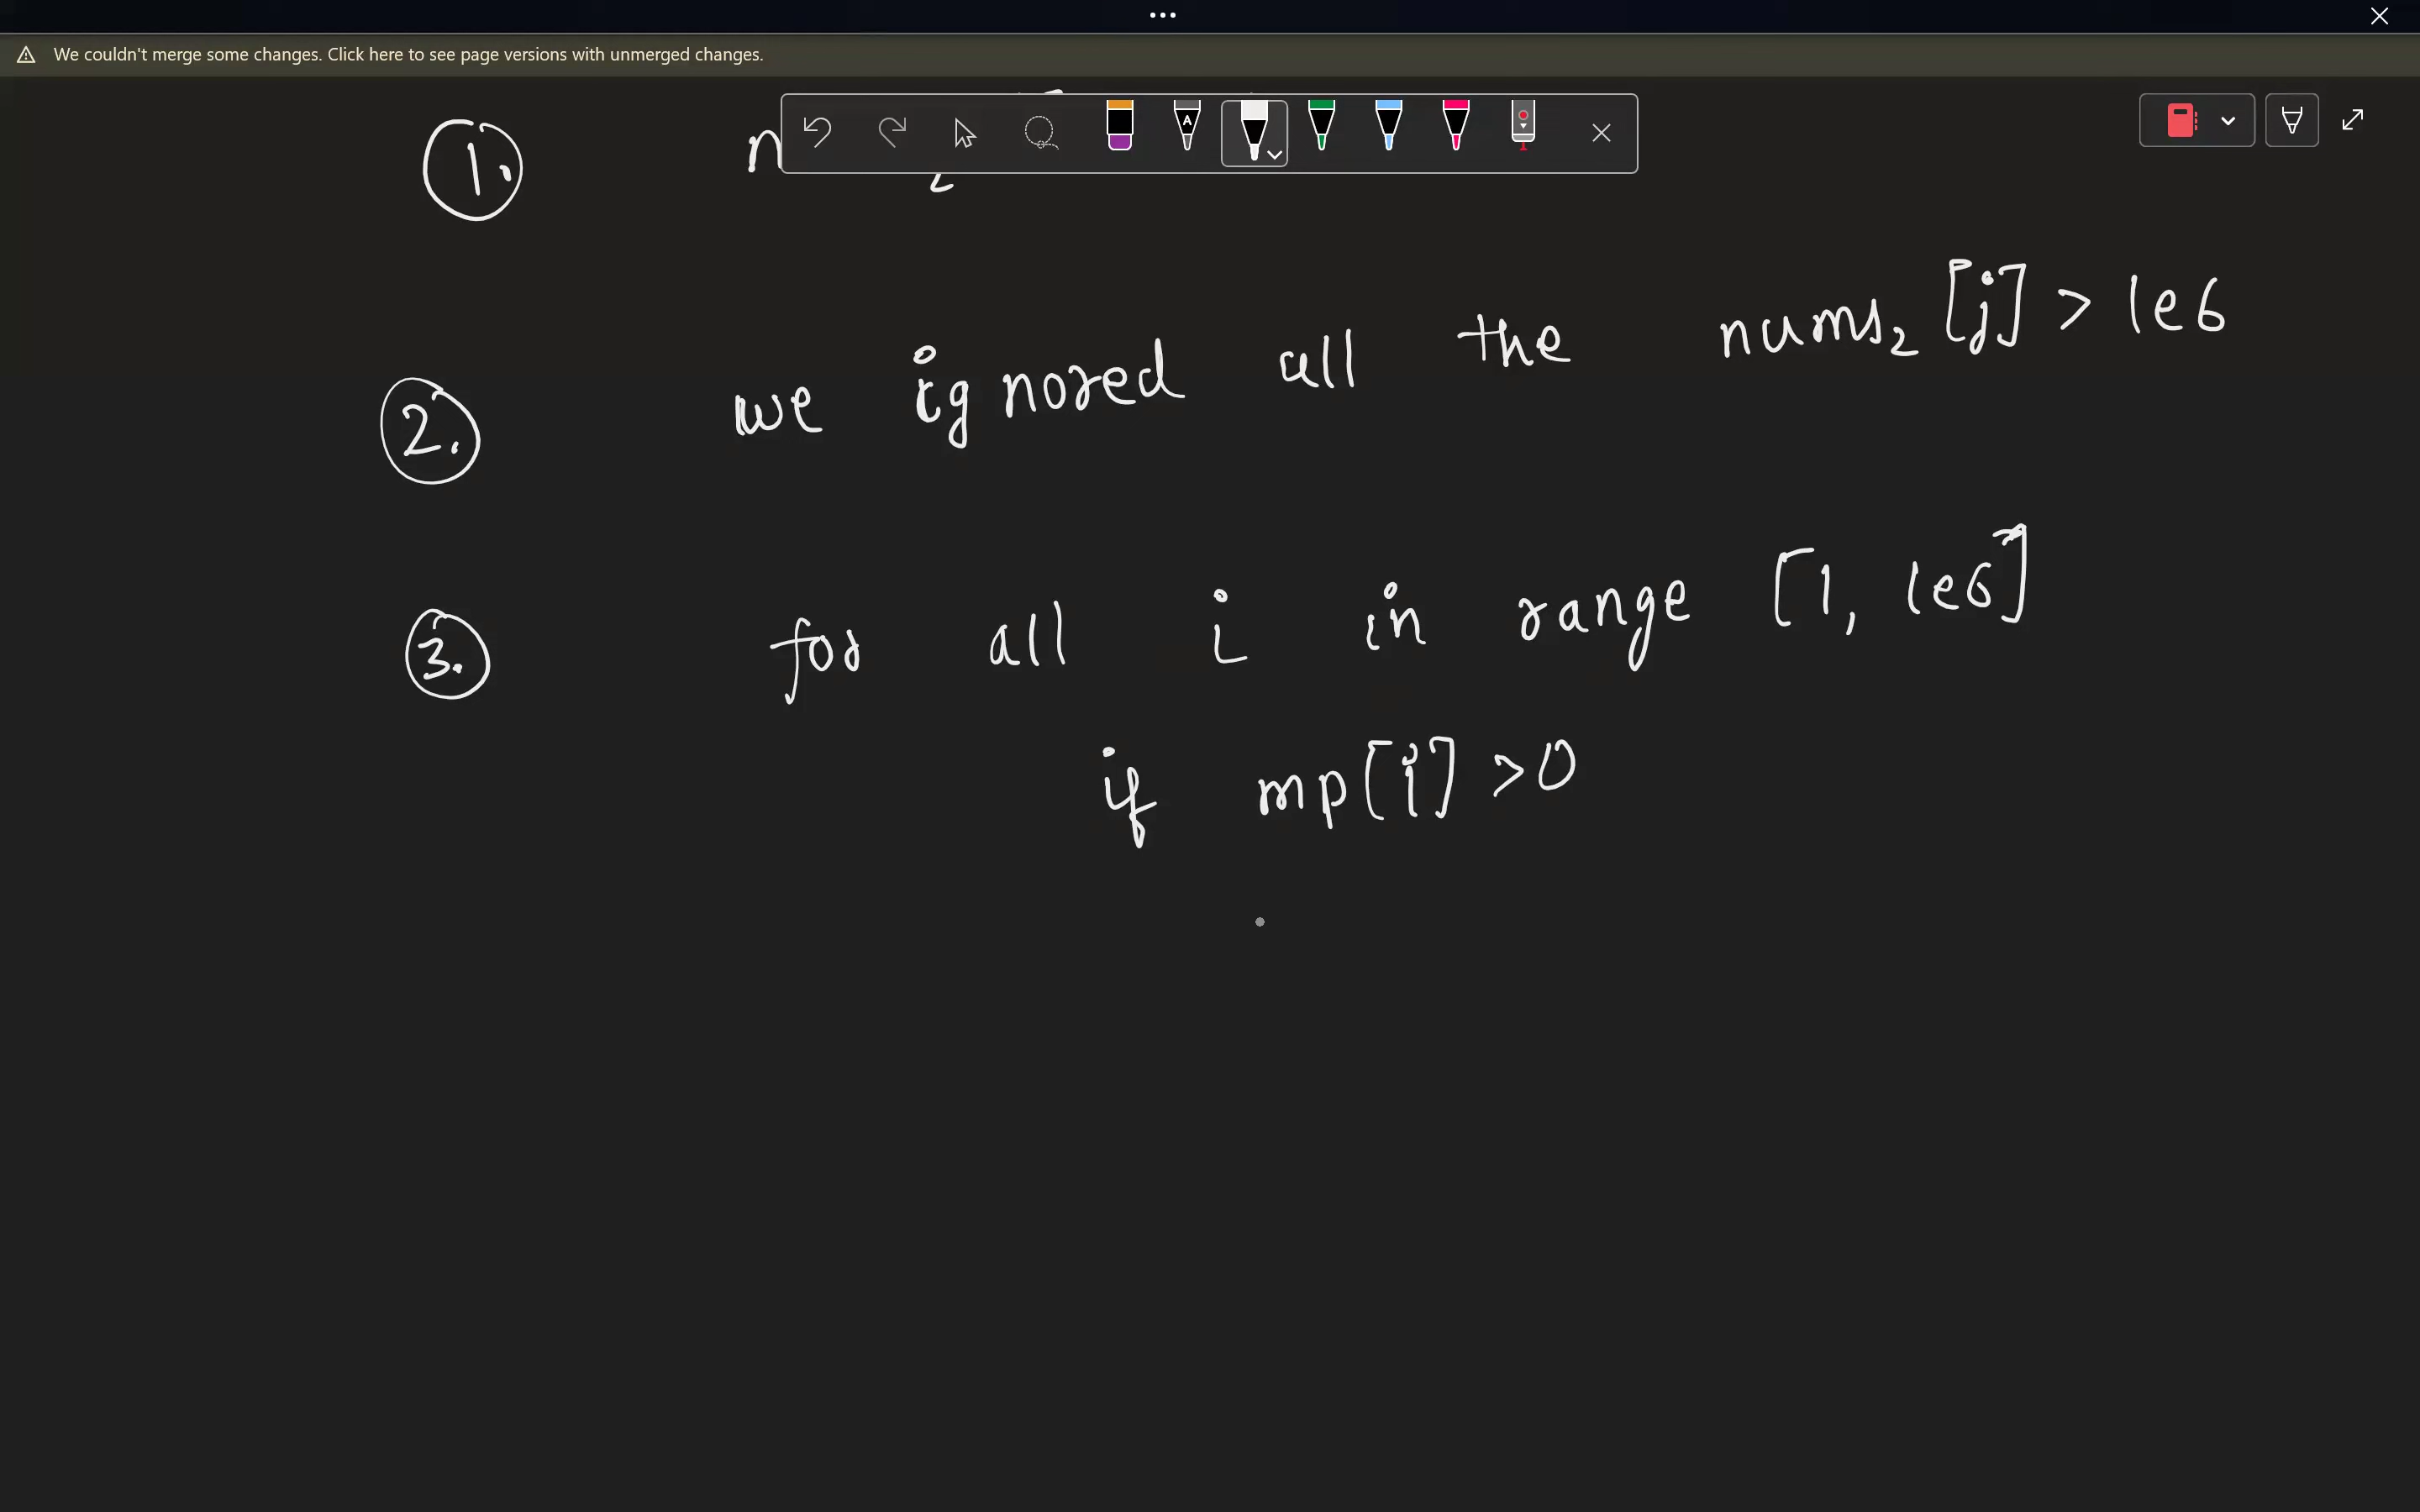 We couldn't merge some changes. Click here to see page versions with unmerged changes.
1.
2. we ignored all the nums₂[j] > 1e6
3. for all i in range [1, 1e6]
if mp[i] >0